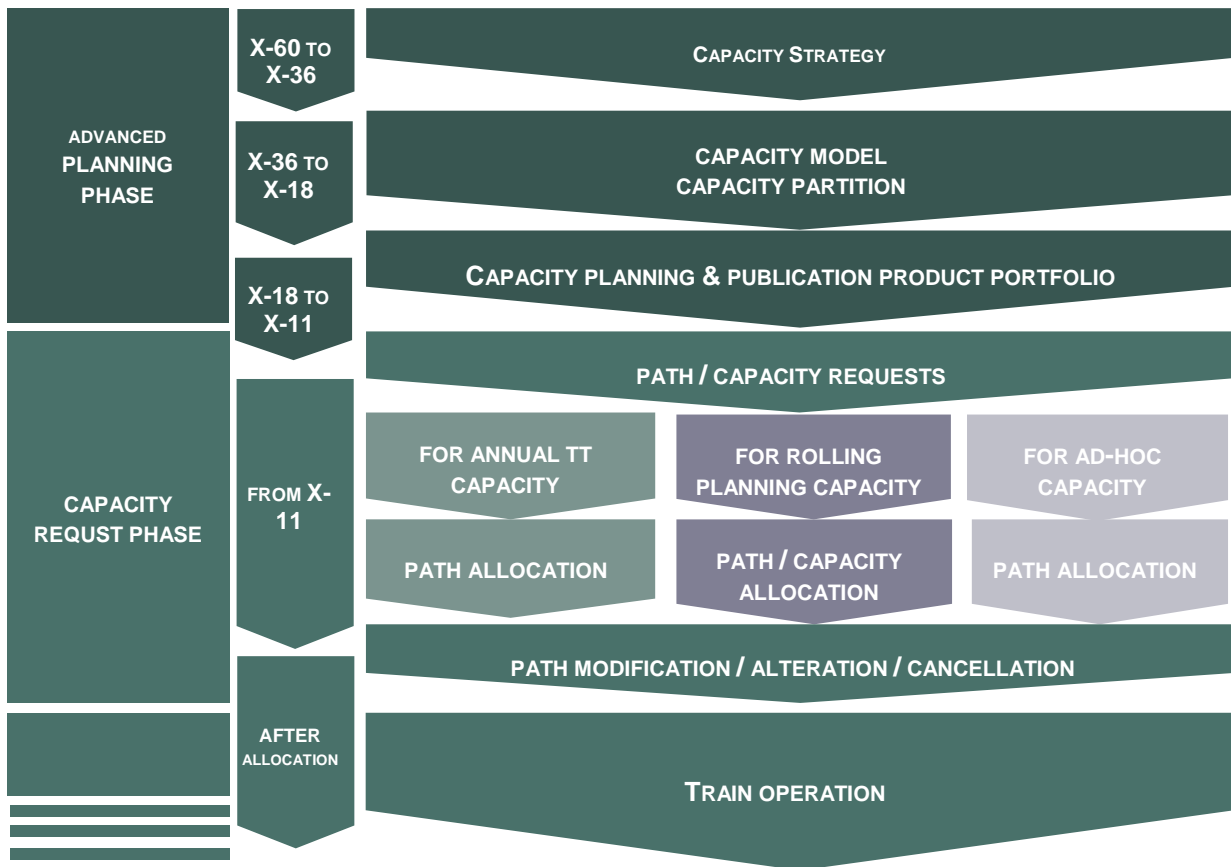 ADVANCED
PLANNING
PHASE
X-60 TO
X-36
CAPACITY STRATEGY
X-36 TO
X-18
CAPACITY MODEL
CAPACITY PARTITION
X-18 TO
X-11
CAPACITY PLANNING & PUBLICATION PRODUCT PORTFOLIO
CAPACITY
REQUST PHASE
FROM X-
11
PATH / CAPACITY REQUESTS
FOR ANNUAL TT
CAPACITY
FOR ROLLING
PLANNING CAPACITY
FOR AD-HOC
CAPACITY
PATH ALLOCATION
PATH / CAPACITY
ALLOCATION
PATH ALLOCATION
PATH MODIFICATION / ALTERATION / CANCELLATION
AFTER
ALLOCATION
TRAIN OPERATION